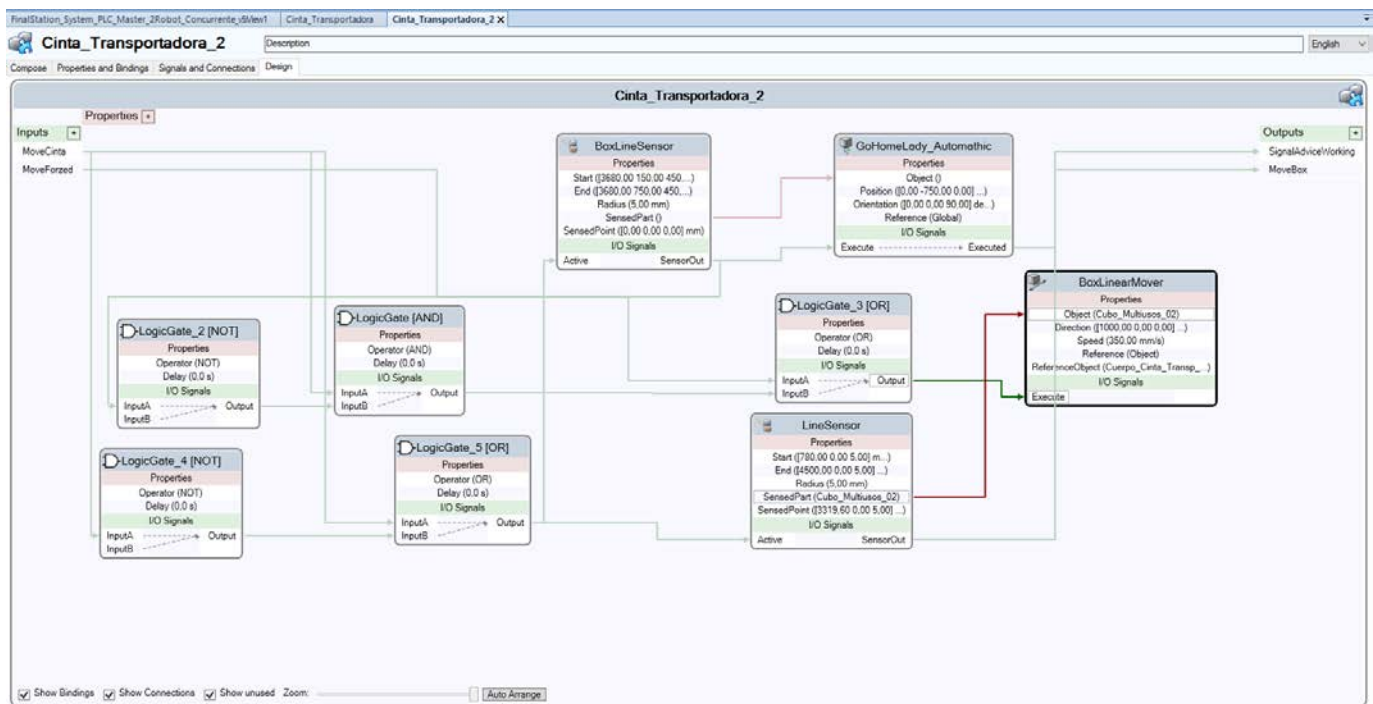 FinalStation_System_PLC_Master_2Robot_Concurrente_v5:View1 Cinta_Transportadora Cinta_Transportadora_2 X
Cinta_Transportadora_2 Description English
Compose Properties and Bindings Signals and Connections Design
Cinta_Transportadora_2
Properties +
Inputs +
MoveCinta
MoveForzed
Outputs +
SignalAdviceWorking
MoveBox
BoxLineSensor
Properties
Start ([3680,00 150,00 450,...)
End ([3680,00 750,00 450,...)
Radius (5,00 mm)
SensedPart ()
SensedPoint ([0,00 0,00 0,00] mm)
I/O Signals
Active SensorOut
GoHomeLady_Automathic
Properties
Object ()
Position ([0,00 -750,00 0,00] ...)
Orientation ([0,00 0,00 90,00] de...)
Reference (Global)
I/O Signals
Execute Executed
BoxLinearMover
Properties
Object (Cubo_Multiusos_02)
Direction ([1000,00 0,00 0,00] ...)
Speed (350,00 mm/s)
Reference (Object)
ReferenceObject (Cuerpo_Cinta_Transp_...)
I/O Signals
Execute
LogicGate_2 [NOT]
Properties
Operator (NOT)
Delay (0,0 s)
I/O Signals
InputA Output
InputB
LogicGate [AND]
Properties
Operator (AND)
Delay (0,0 s)
I/O Signals
InputA Output
InputB
LogicGate_3 [OR]
Properties
Operator (OR)
Delay (0,0 s)
I/O Signals
InputA Output
InputB
LogicGate_4 [NOT]
Properties
Operator (NOT)
Delay (0,0 s)
I/O Signals
InputA Output
InputB
LogicGate_5 [OR]
Properties
Operator (OR)
Delay (0,0 s)
I/O Signals
InputA Output
InputB
LineSensor
Properties
Start ([780,00 0,00 5,00] m...)
End ([4500,00 0,00 5,00] ...)
Radius (5,00 mm)
SensedPart (Cubo_Multiusos_02)
SensedPoint ([3319,60 0,00 5,00] ...)
I/O Signals
Active SensorOut
Show Bindings Show Connections Show unused Zoom: Auto Arrange